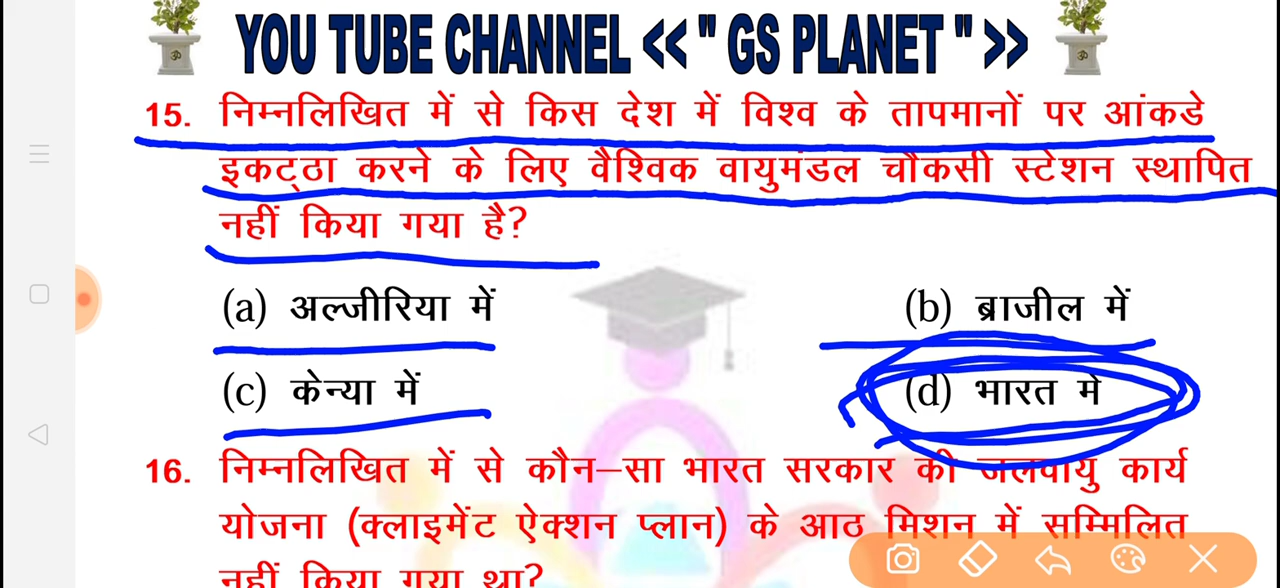 YOU TUBE CHANNEL << " GS PLANET " >>
15. निम्नलिखित में से किस देश में विश्व के तापमानों पर आंकडे
इकट्ठा करने के लिए वैश्विक वायुमंडल चौकसी स्टेशन स्थापित
नहीं किया गया है?
(a) अल्जीरिया में (b) ब्राजील में
(c) केन्या में (d) भारत मे
16. निम्नलिखित में से कौन–सा भारत सरकार की जलवायु कार्य
योजना (क्लाइमेंट ऐक्शन प्लान) के आठ मिशन में सम्मिलित
नहीं किया गया था?